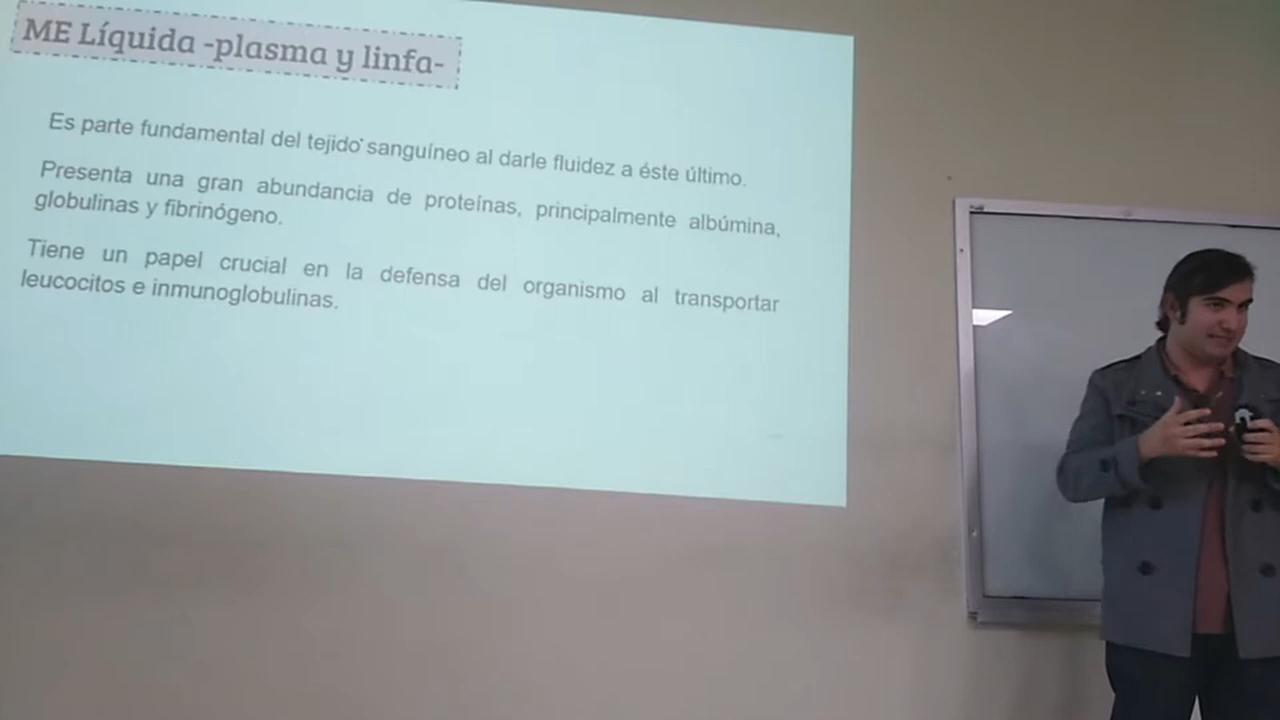 ME Líquida -plasma y linfa-
Es parte fundamental del tejido sanguíneo al darle fluidez a éste último.
Presenta una gran abundancia de proteínas, principalmente albúmina,
globulinas y fibrinógeno.
Tiene un papel crucial en la defensa del organismo al transportar
leucocitos e inmunoglobulinas.